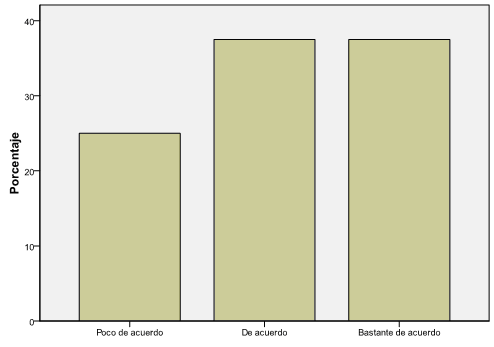 Porcentaje
40
30
20
10
0
Poco de acuerdo
De acuerdo
Bastante de acuerdo